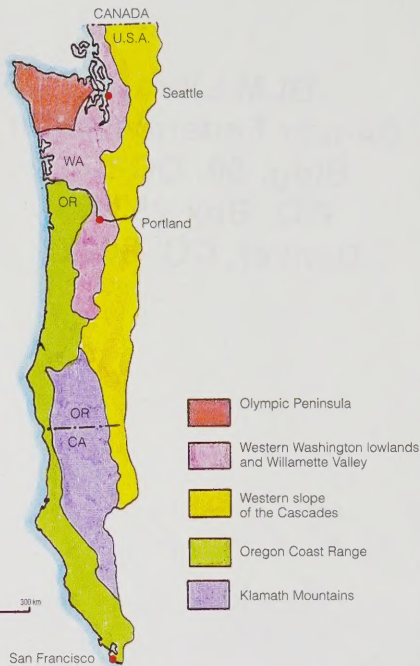 CANADA
U.S.A.
Seattle
WA
OR
Portland
OR
CA
Olympic Peninsula
Western Washington lowlands
and Willamette Valley
Western slope
of the Cascades
Oregon Coast Range
Klamath Mountains
300 km
San Francisco